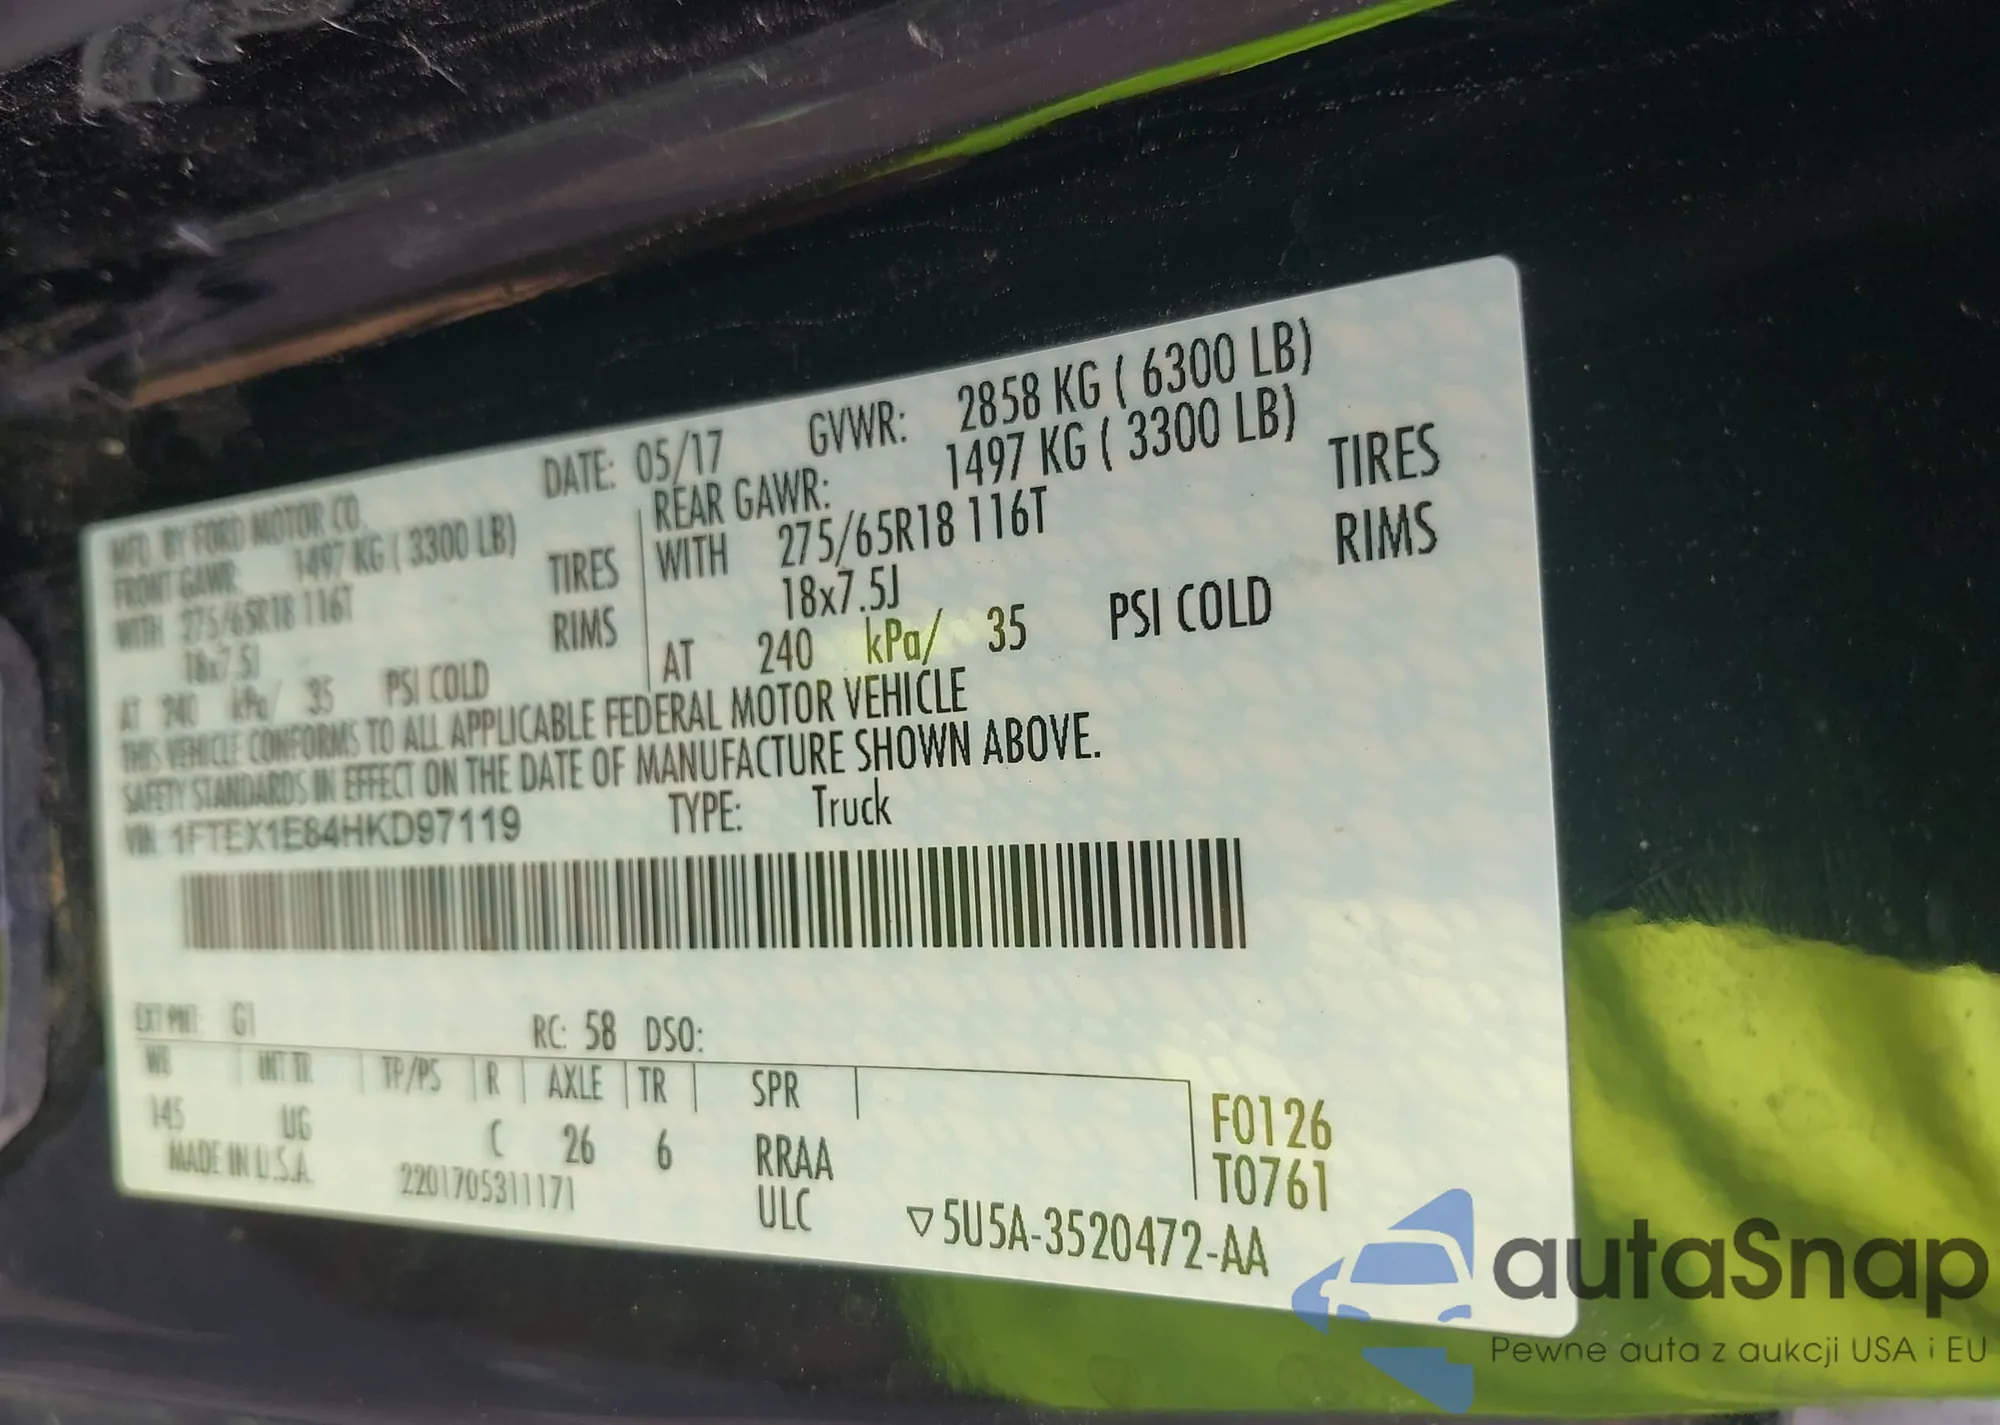 MFD. BY FORD MOTOR CO.
DATE: 05/17 GVWR: 2858 KG ( 6300 LB)
FRONT GAWR: 1497 KG ( 3300 LB)
WITH 275/65R18 116T TIRES
18x7.5J RIMS
AT 240 kPa/ 35 PSI COLD
REAR GAWR: 1497 KG ( 3300 LB)
WITH 275/65R18 116T TIRES
18x7.5J RIMS
AT 240 kPa/ 35 PSI COLD
THIS VEHICLE CONFORMS TO ALL APPLICABLE FEDERAL MOTOR VEHICLE
SAFETY STANDARDS IN EFFECT ON THE DATE OF MANUFACTURE SHOWN ABOVE.
VIN: 1FTEX1E84HKD97119 TYPE: Truck
EXT PNT: G1 RC: 58 DSO:
WB INT TR TP/PS R AXLE TR SPR
145 UG C 26 6 RRAA
F0126
T0761
MADE IN U.S.A. 2201705311171 ULC ▽5U5A-3520472-AA
autaSnap
Pewne auta z aukcji USA i EU